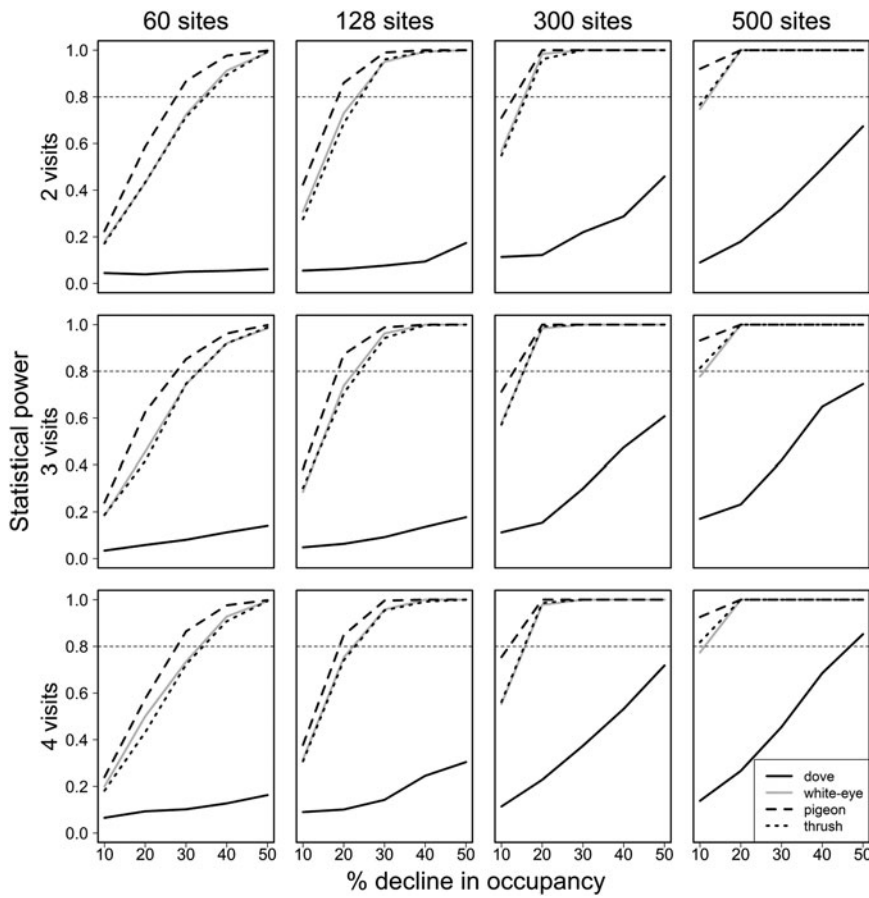 60 sites 128 sites 300 sites 500 sites
1.0
0.8
0.6
0.4
0.2
0.0
2 visits
1.0
0.8
0.6
0.4
0.2
0.0
Statistical power
3 visits
1.0
0.8
0.6
0.4
0.2
0.0
4 visits
dove
white-eye
pigeon
thrush
10 20 30 40 50 10 20 30 40 50 10 20 30 40 50 10 20 30 40 50
% decline in occupancy